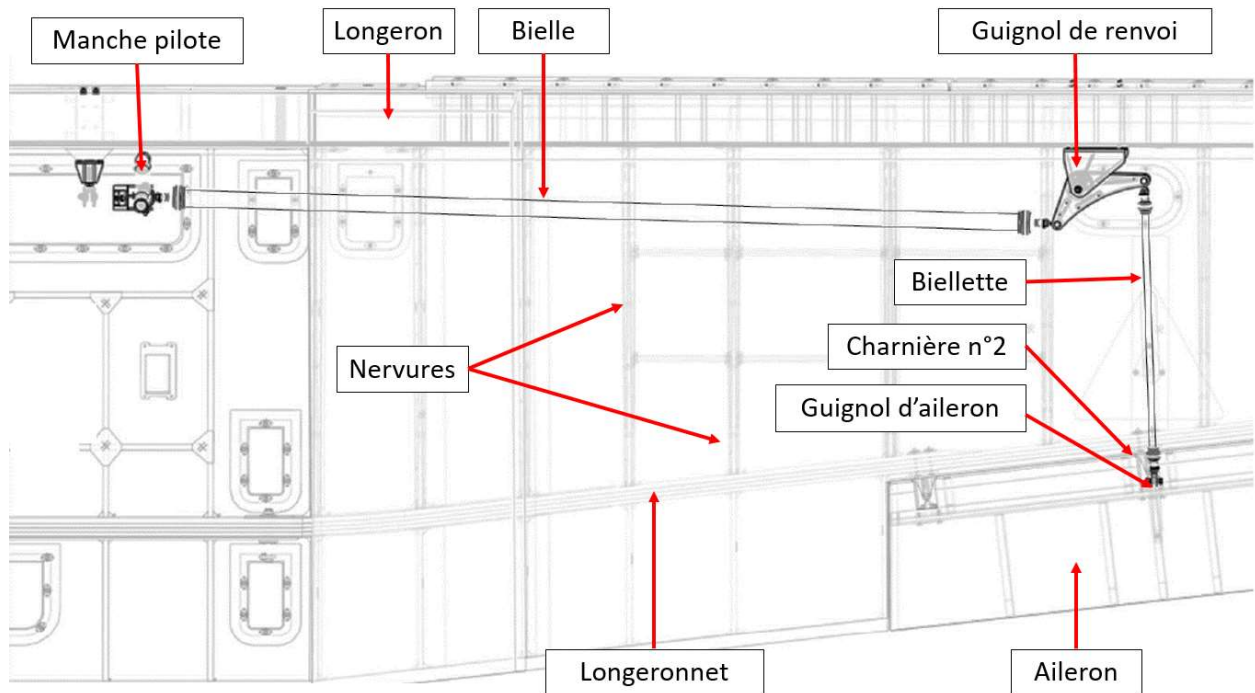 Manche pilote
Longeron
Bielle
Guignol de renvoi
Biellette
Charnière n°2
Nervures
Guignol d’aileron
Longeronnet
Aileron